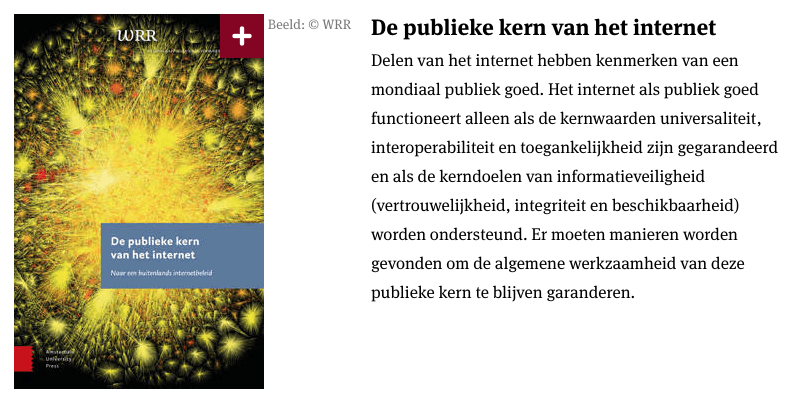 WRR
Beeld: © WRR
De publieke kern
van het internet
Naar een buitenlands internetbeleid
Amsterdam
University
Press
De publieke kern van het internet
Delen van het internet hebben kenmerken van een
mondiaal publiek goed. Het internet als publiek goed
functioneert alleen als de kernwaarden universaliteit,
interoperabiliteit en toegankelijkheid zijn gegarandeerd
en als de kerndoelen van informatieveiligheid
(vertrouwelijkheid, integriteit en beschikbaarheid)
worden ondersteund. Er moeten manieren worden
gevonden om de algemene werkzaamheid van deze
publieke kern te blijven garanderen.